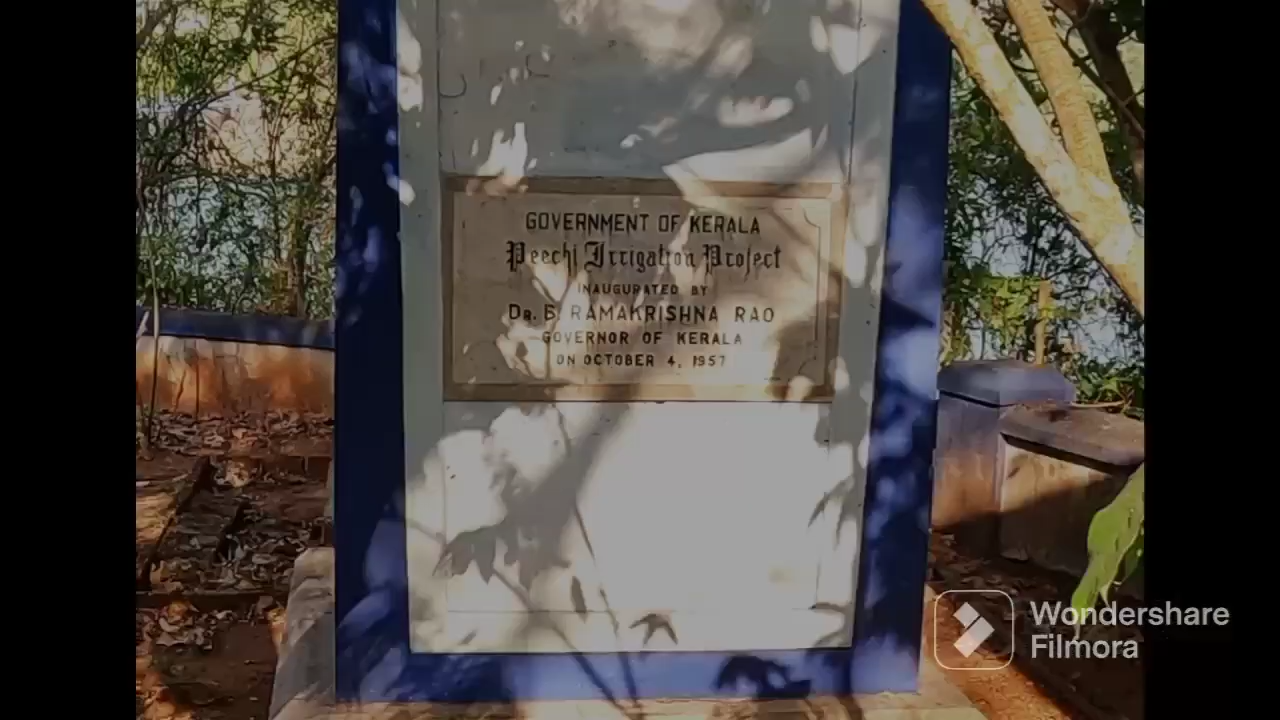 GOVERNMENT OF KERALA
Peechi Irrigation Project
INAUGURATED BY
DR. B. RAMAKRISHNA RAO
GOVERNOR OF KERALA
ON OCTOBER 4, 1957
Wondershare
Filmora